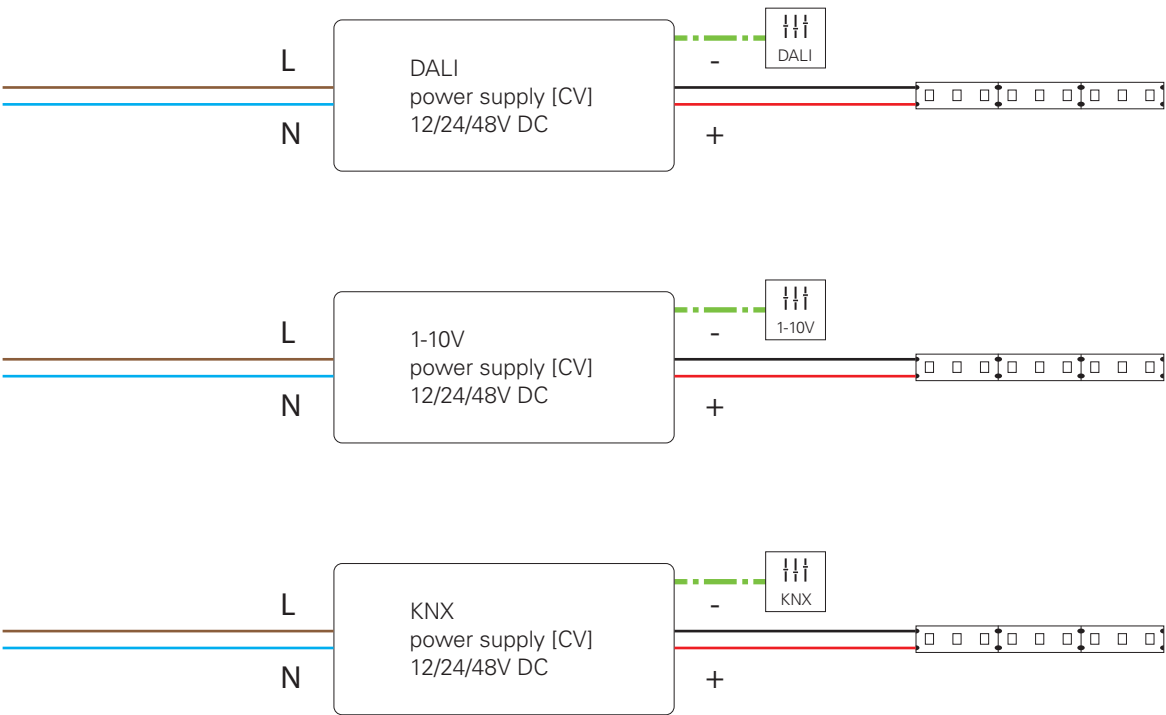 DALI
L
-
DALI
power supply [CV]
12/24/48V DC
N
+
1-10V
L
-
1-10V
power supply [CV]
12/24/48V DC
N
+
KNX
L
-
KNX
power supply [CV]
12/24/48V DC
N
+